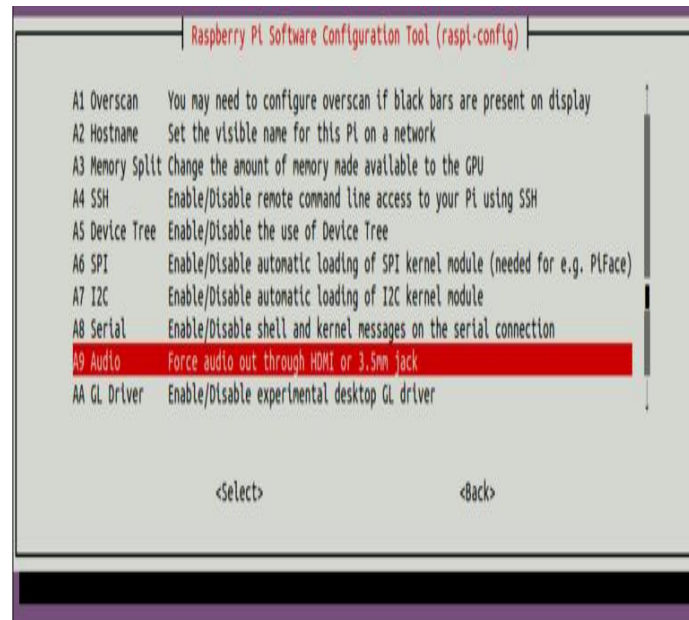 Raspberry Pi Software Configuration Tool (raspi-config)
A1 Overscan You may need to configure overscan if black bars are present on display
A2 Hostname Set the visible name for this Pi on a network
A3 Memory Split Change the amount of memory made available to the GPU
A4 SSH Enable/Disable remote command line access to your Pi using SSH
A5 Device Tree Enable/Disable the use of Device Tree
A6 SPI Enable/Disable automatic loading of SPI kernel module (needed for e.g. PiFace)
A7 I2C Enable/Disable automatic loading of I2C kernel module
A8 Serial Enable/Disable shell and kernel messages on the serial connection
A9 Audio Force audio out through HDMI or 3.5mm jack
AA GL Driver Enable/Disable experimental desktop GL driver
<Select> <Back>